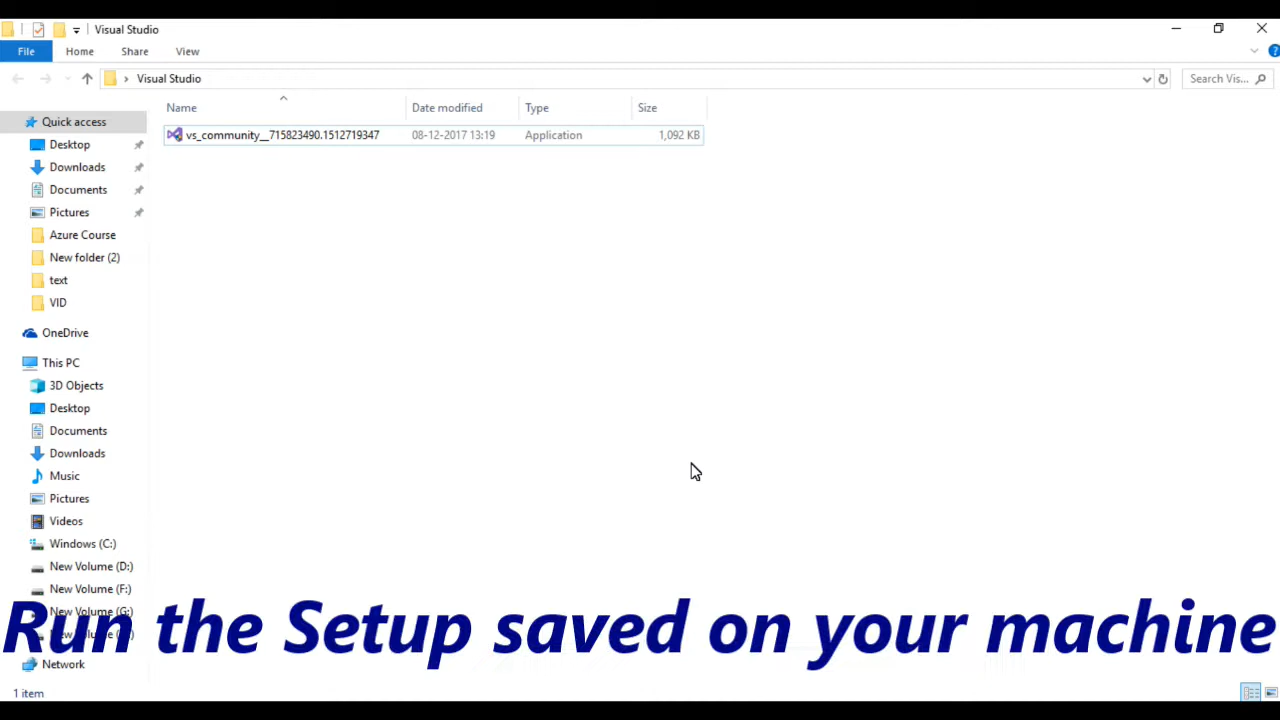 Visual Studio
File Home Share View
Visual Studio
Search Vis...
Name Date modified Type Size
vs_community__715823490.1512719347 08-12-2017 13:19 Application 1,092 KB
Quick access
Desktop
Downloads
Documents
Pictures
Azure Course
New folder (2)
text
VID
OneDrive
This PC
3D Objects
Desktop
Documents
Downloads
Music
Pictures
Videos
Windows (C:)
New Volume (D:)
New Volume (F:)
New Volume (G:)
Run the Setup saved on your machine
Network
1 item